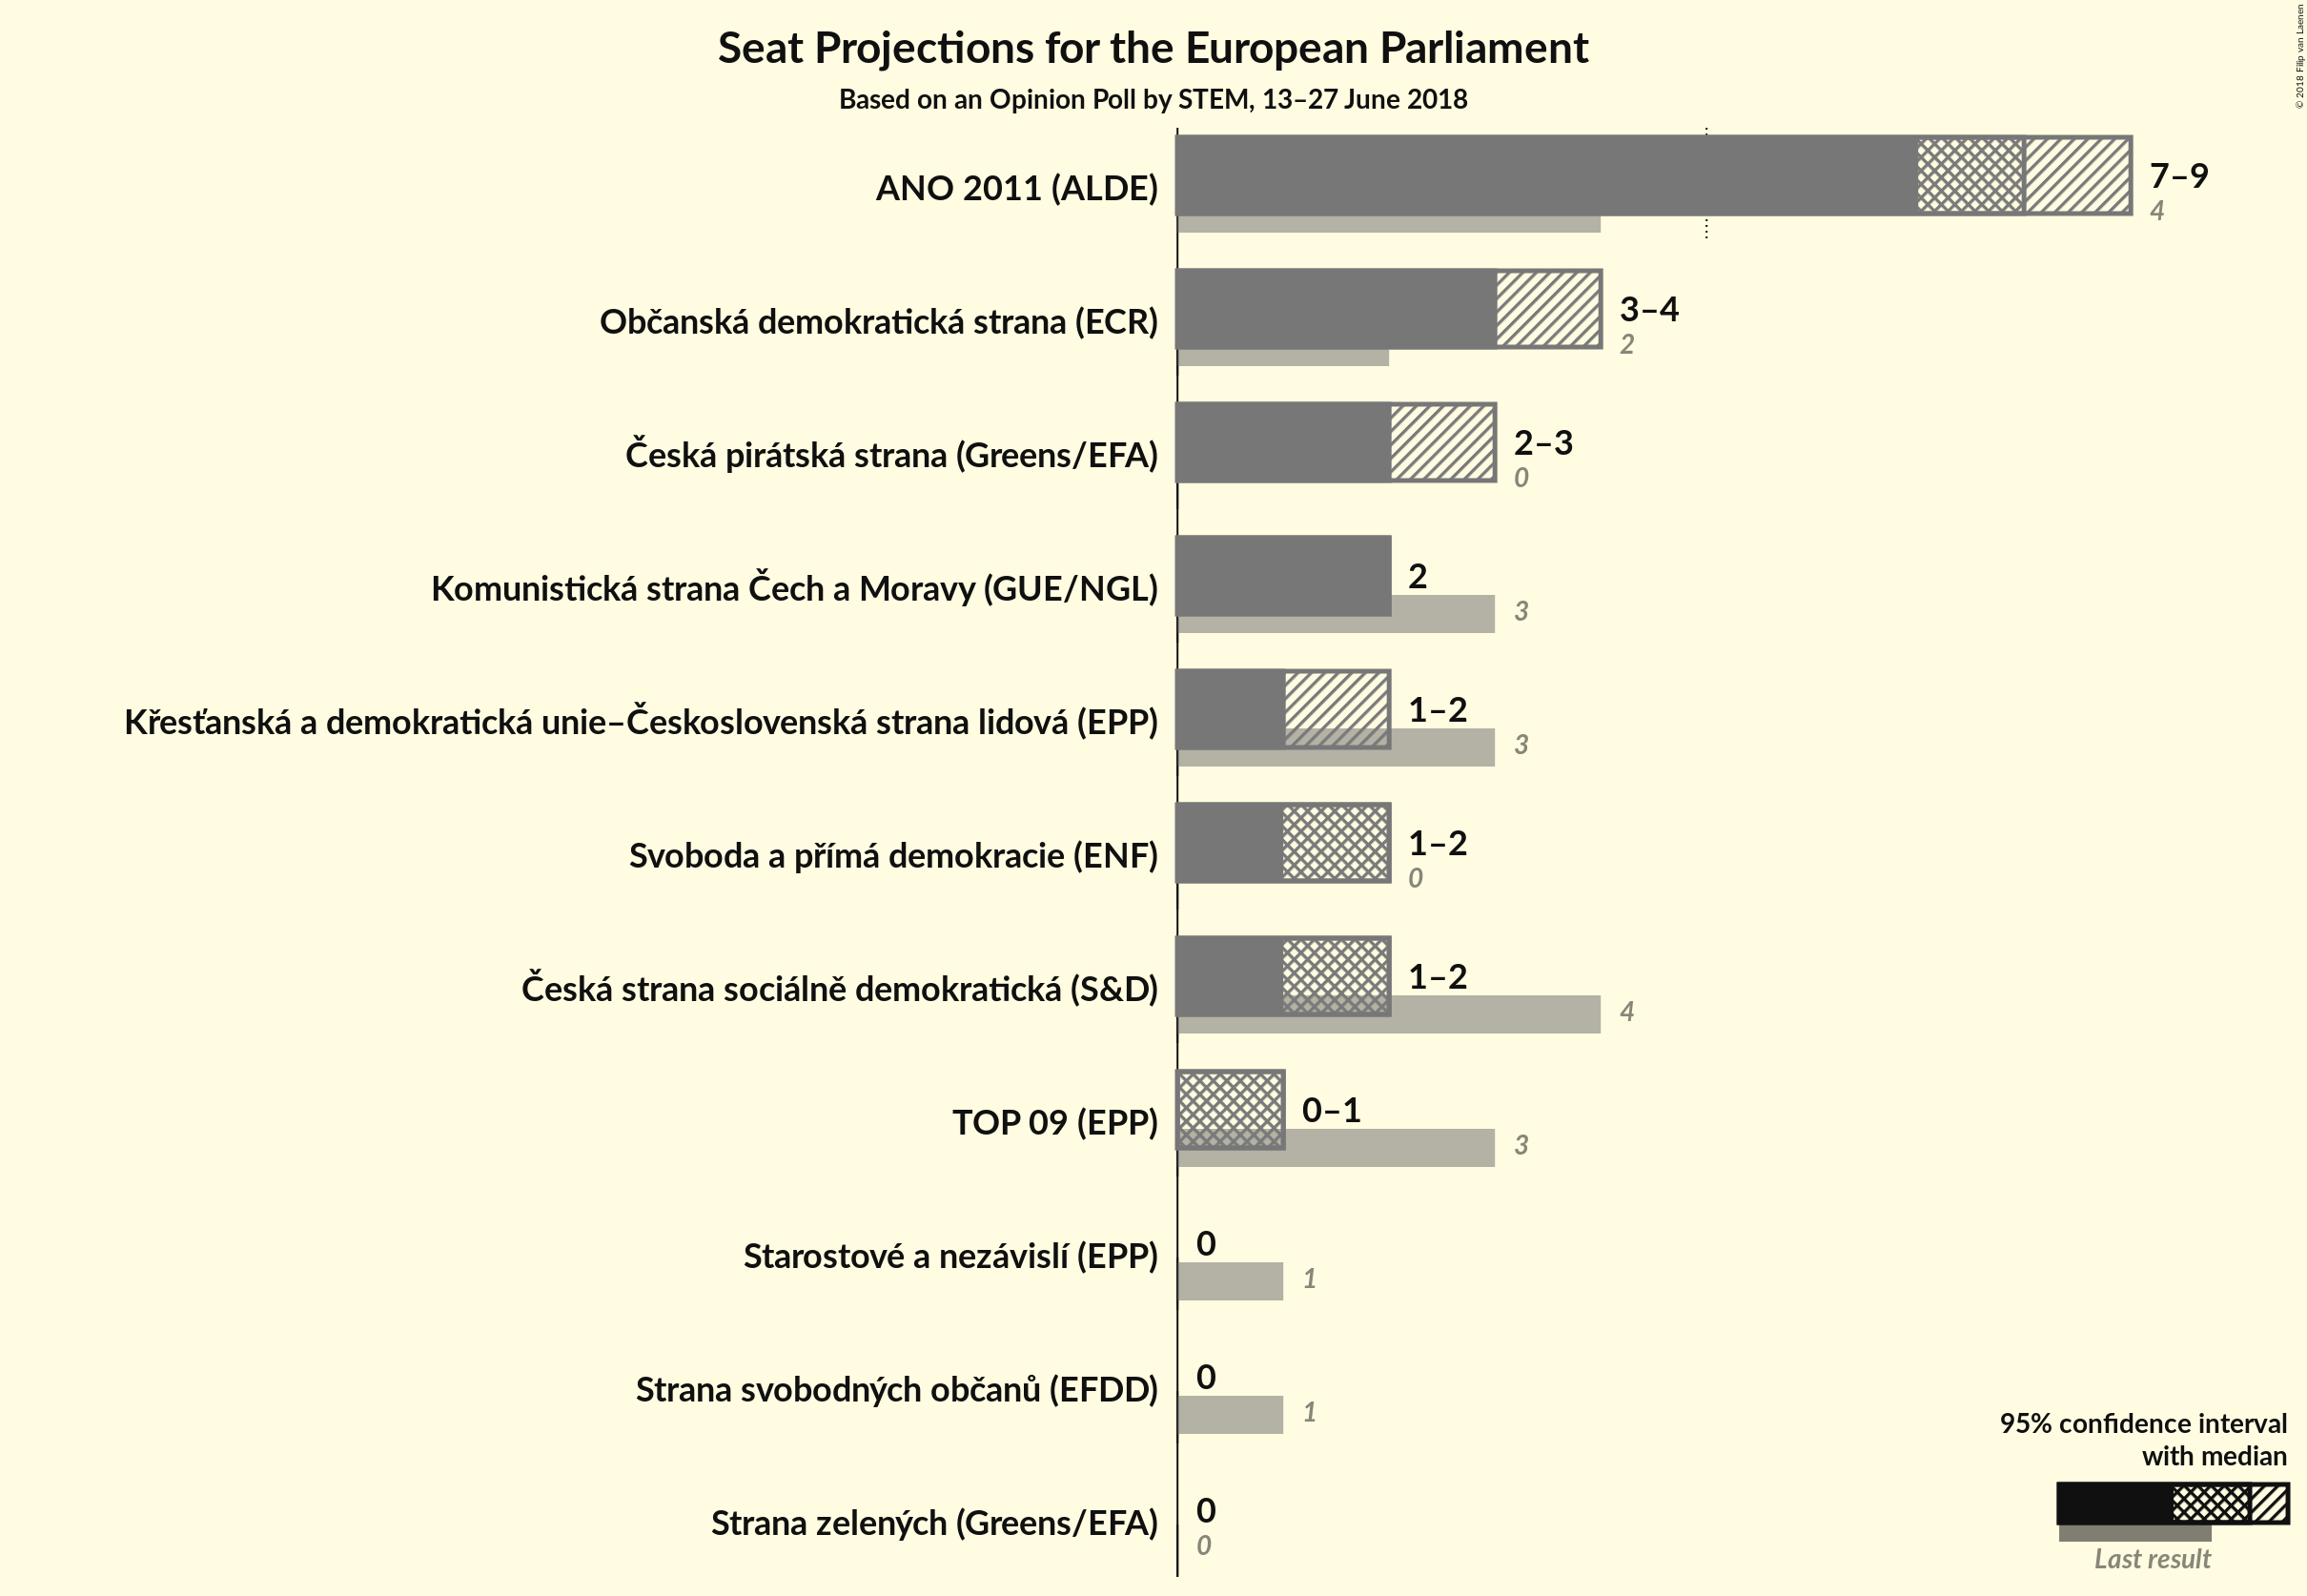 Seat Projections for the European Parliament
Based on an Opinion Poll by STEM, 13–27 June 2018
© 2018 Filip van Laenen
ANO 2011 (ALDE)
7–9
4
Občanská demokratická strana (ECR)
3–4
2
Česká pirátská strana (Greens/EFA)
2–3
0
Komunistická strana Čech a Moravy (GUE/NGL)
2
3
Křesťanská a demokratická unie–Československá strana lidová (EPP)
1–2
3
Svoboda a přímá demokracie (ENF)
1–2
0
Česká strana sociálně demokratická (S&D)
1–2
4
TOP 09 (EPP)
0–1
3
Starostové a nezávislí (EPP)
0
1
Strana svobodných občanů (EFDD)
0
1
Strana zelených (Greens/EFA)
0
0
95% confidence interval
with median
Last result